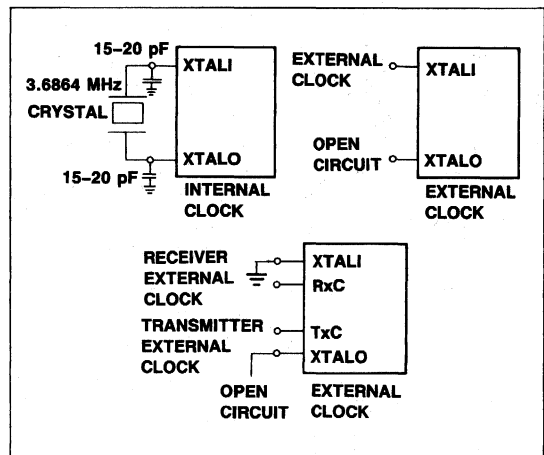 15–20 pF
XTALI
3.6864 MHz
CRYSTAL
XTALO
15–20 pF
INTERNAL
CLOCK
EXTERNAL
CLOCK
XTALI
OPEN
CIRCUIT
XTALO
EXTERNAL
CLOCK
RECEIVER
EXTERNAL
CLOCK
XTALI
RxC
TRANSMITTER
EXTERNAL
CLOCK
TxC
XTALO
OPEN
CIRCUIT
EXTERNAL
CLOCK